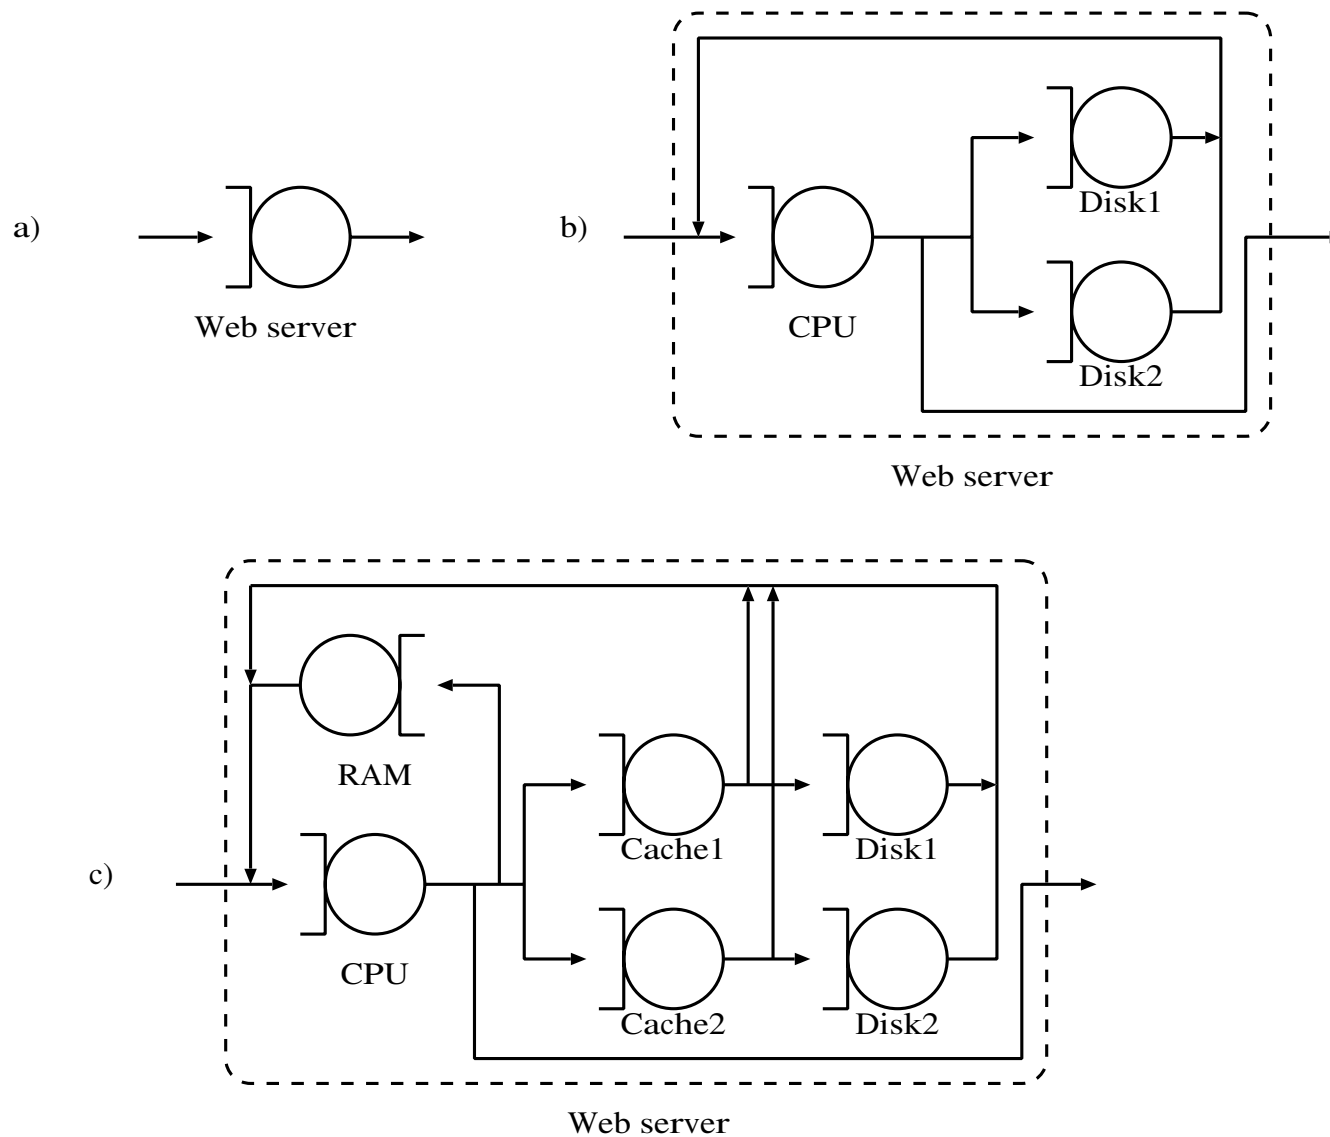 a)
Web server
b)
CPU
Disk1
Disk2
Web server
c)
RAM
CPU
Cache1
Disk1
Cache2
Disk2
Web server